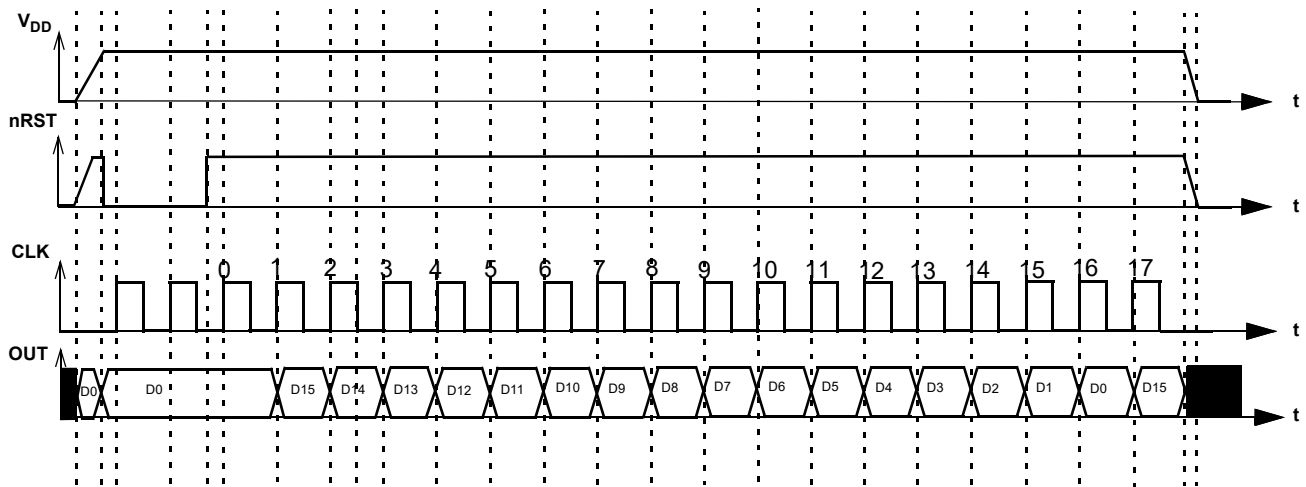 VDD
t
nRST
t
CLK
0 1 2 3 4 5 6 7 8 9 10 11 12 13 14 15 16 17
t
OUT
D0 D0 D15 D14 D13 D12 D11 D10 D9 D8 D7 D6 D5 D4 D3 D2 D1 D0 D15
t